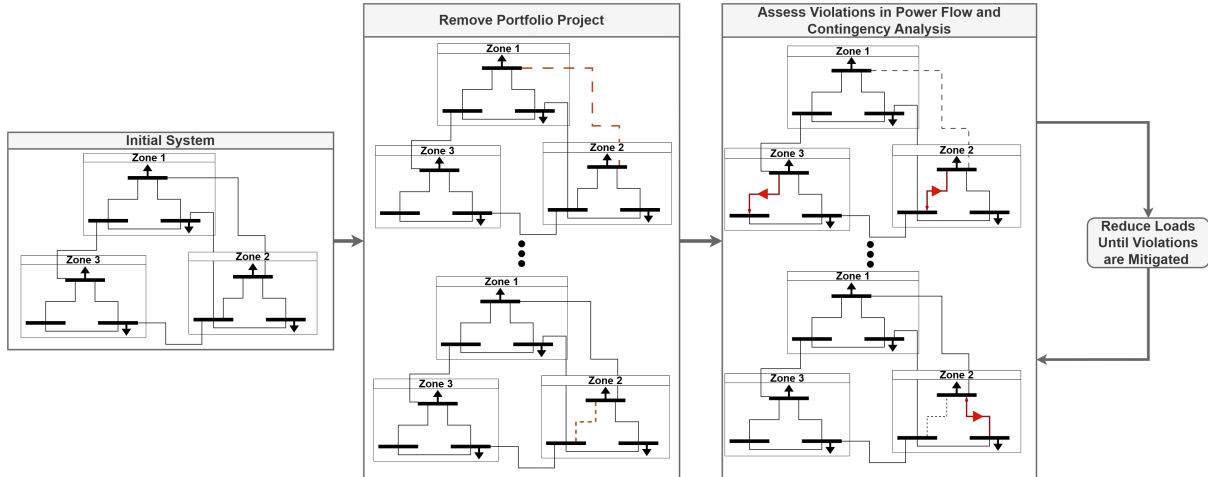 Initial System
Zone 1
Zone 3
Zone 2
Remove Portfolio Project
Zone 1
Zone 3
Zone 2
Zone 1
Zone 3
Zone 2
Assess Violations in Power Flow and
Contingency Analysis
Zone 1
Zone 3
Zone 2
Zone 1
Zone 3
Zone 2
Reduce Loads
Until Violations
are Mitigated